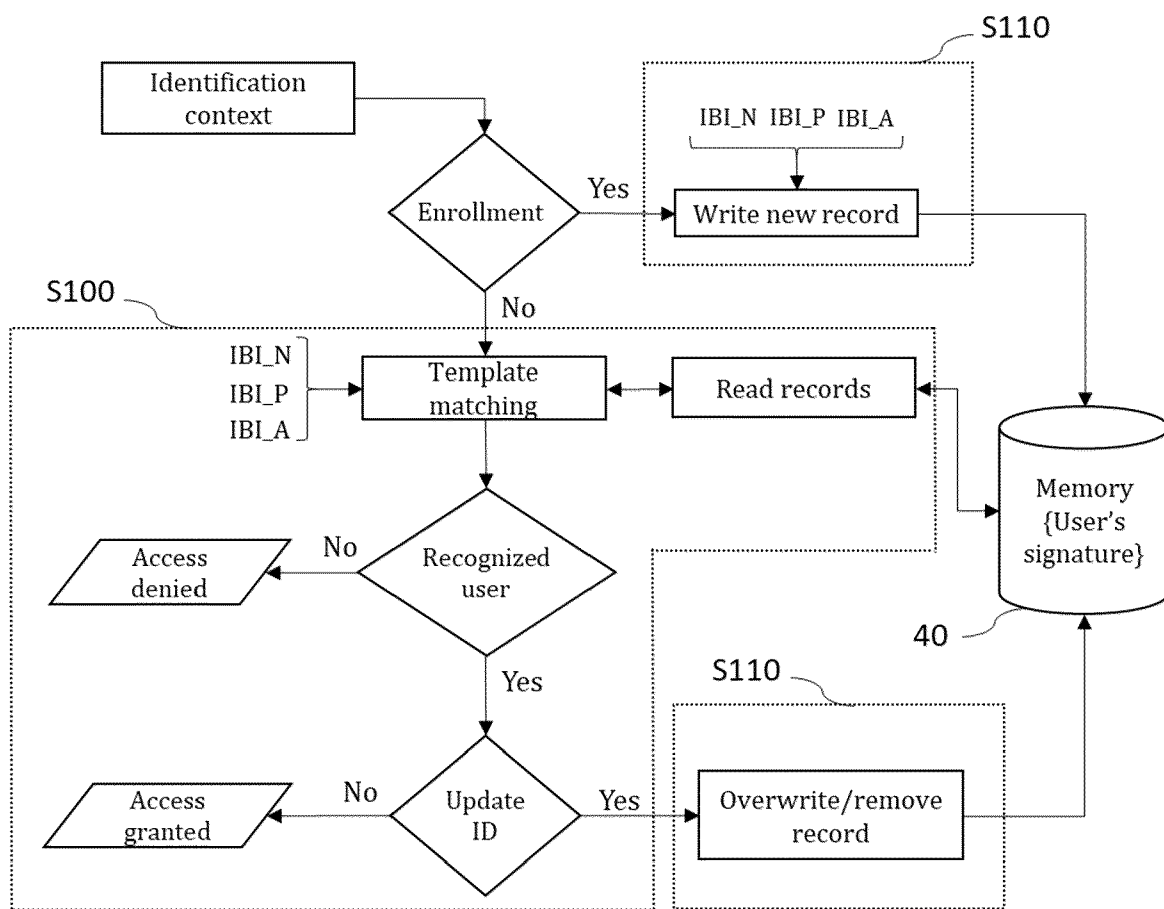 S110
Identification
context
IBI_N IBI_P IBI_A
Yes
Enrollment
Write new record
S100
No
IBI_N
IBI_P
IBI_A
Template
matching
Read records
Memory
{User's
signature}
Access
denied
No
Recognized
user
40
Yes
S110
Access
granted
No
Update
ID
Yes
Overwrite/remove
record